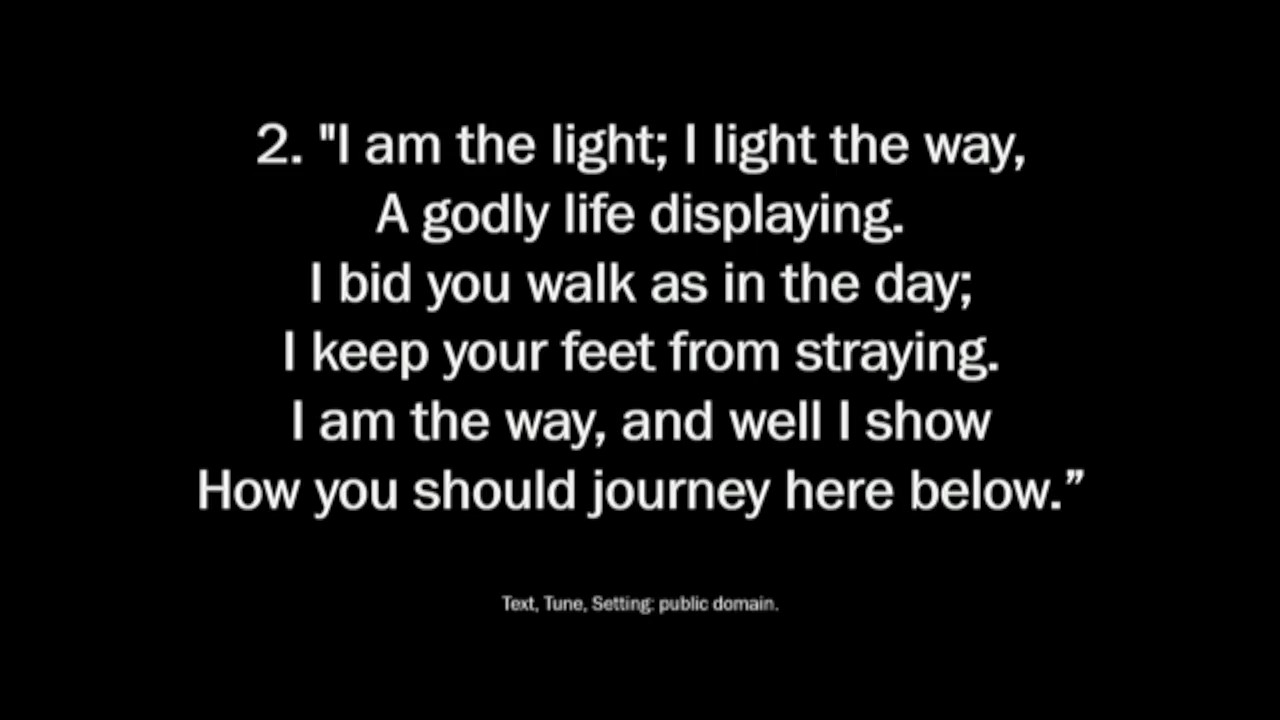 2. "I am the light; I light the way,
A godly life displaying.
I bid you walk as in the day;
I keep your feet from straying.
I am the way, and well I show
How you should journey here below.”
Text, Tune, Setting: public domain.